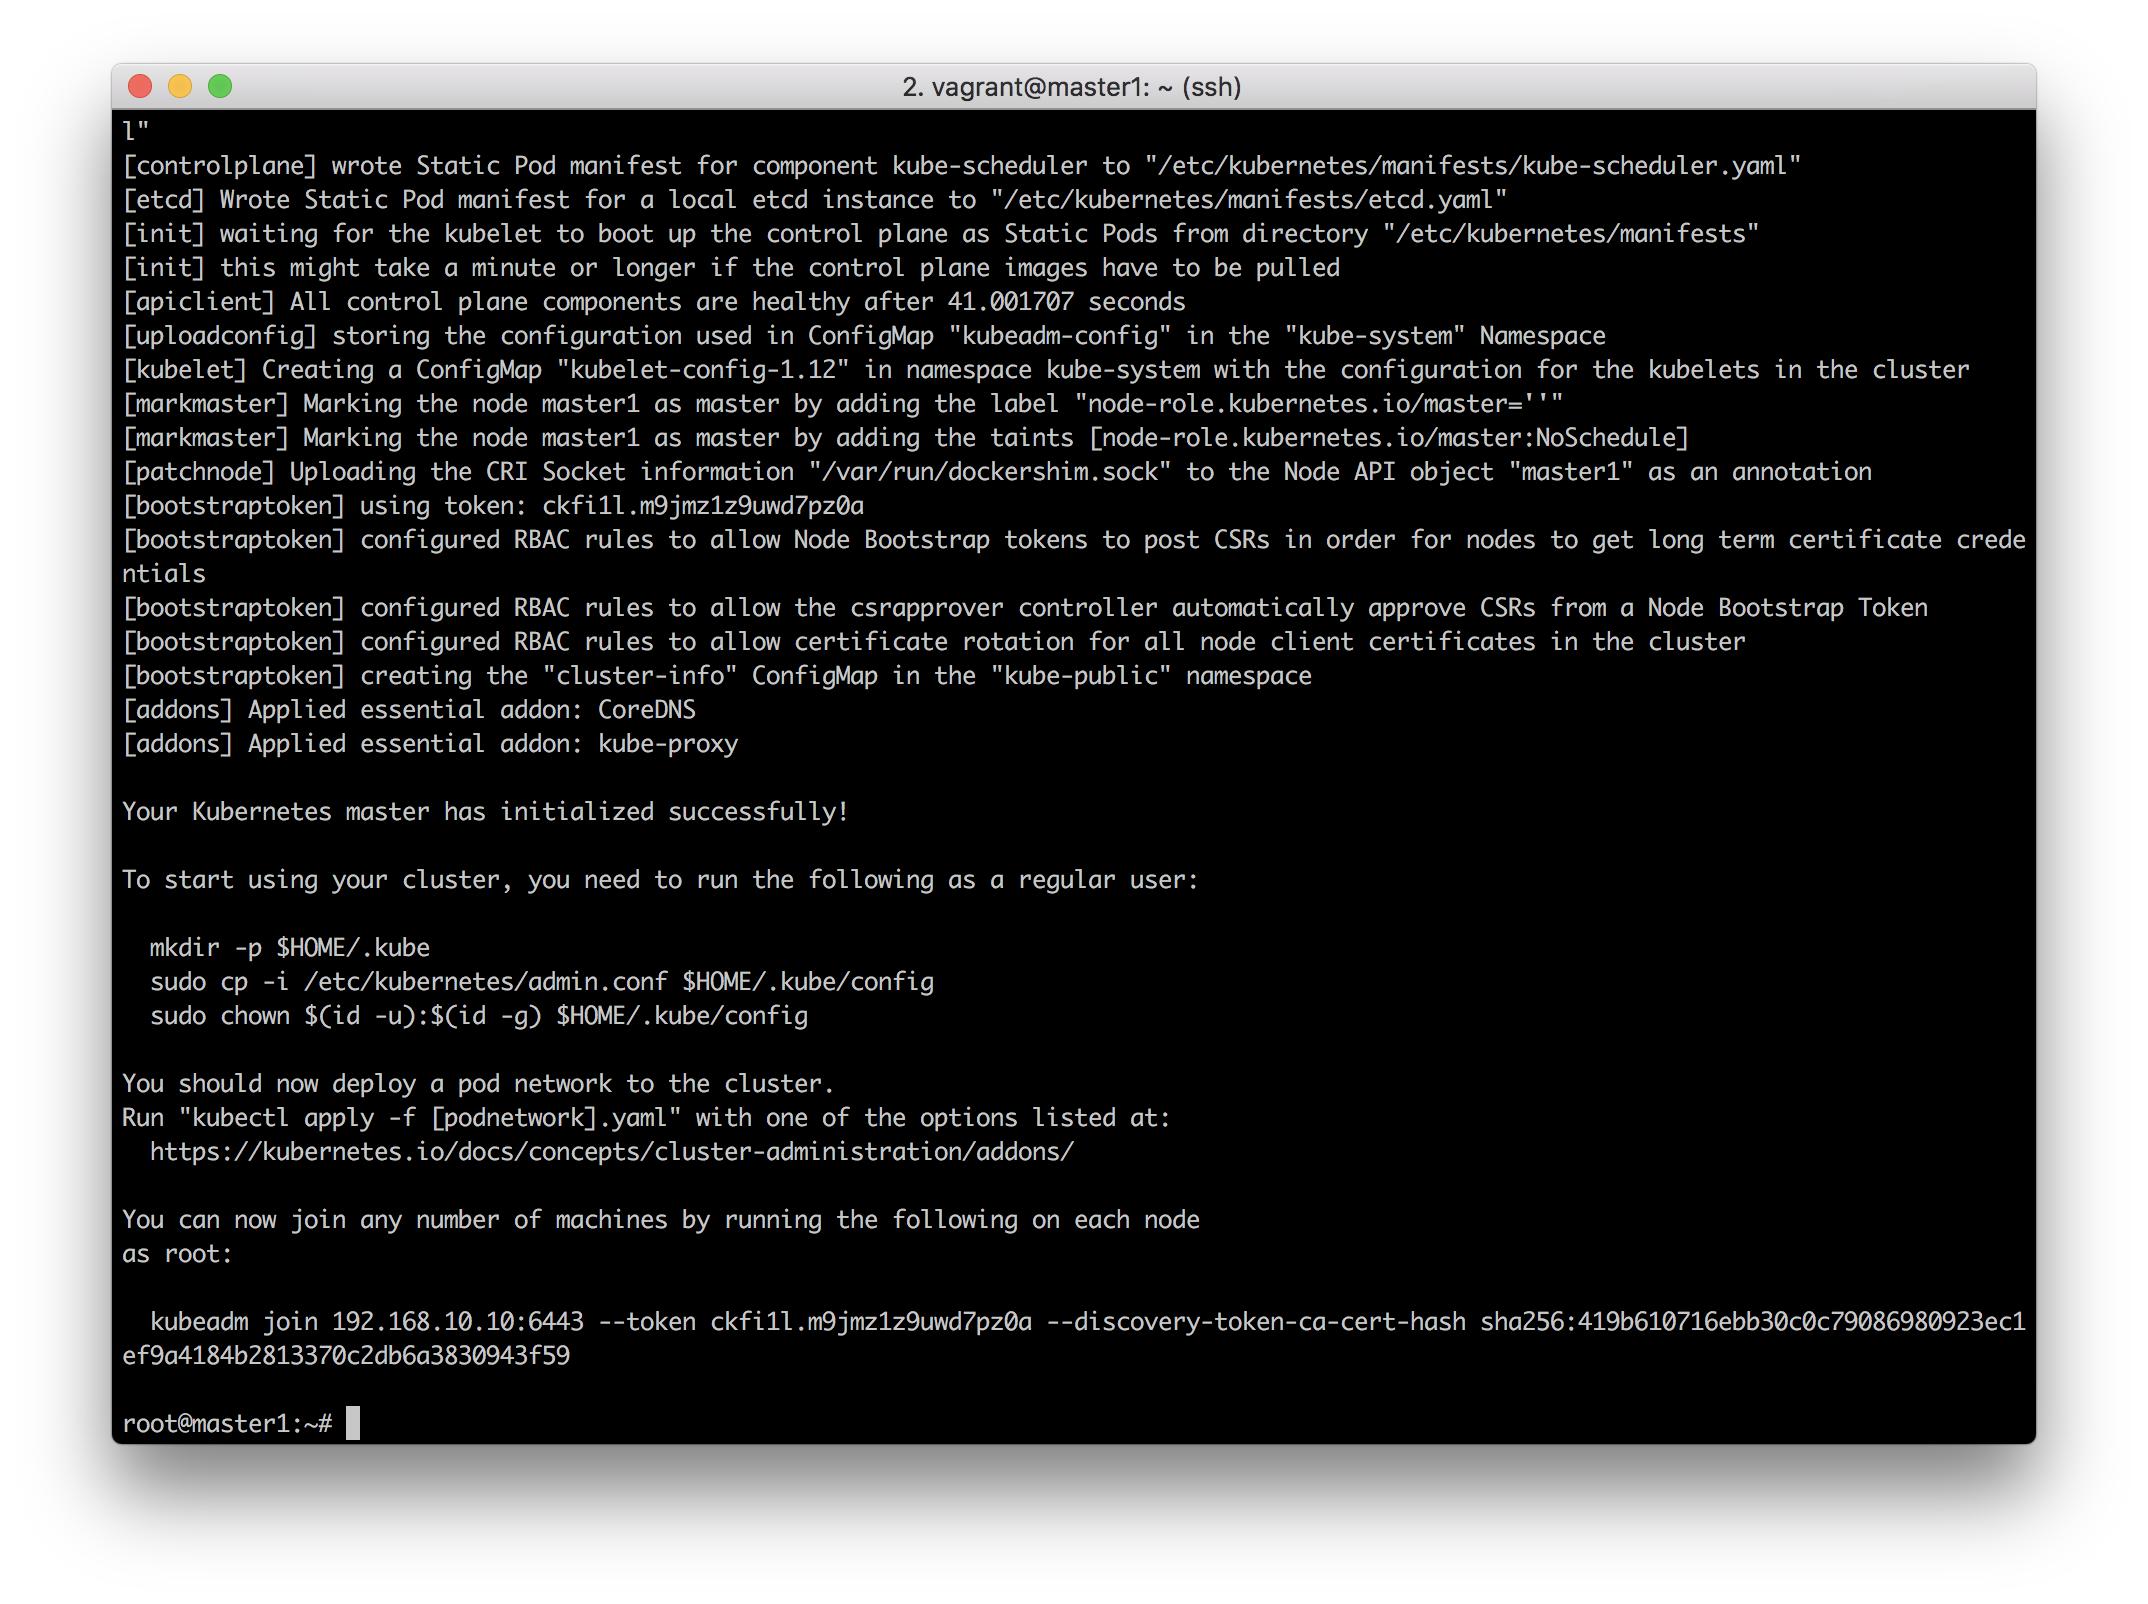 2. vagrant@master1: ~ (ssh)
l"
[controlplane] wrote Static Pod manifest for component kube-scheduler to "/etc/kubernetes/manifests/kube-scheduler.yaml"
[etcd] Wrote Static Pod manifest for a local etcd instance to "/etc/kubernetes/manifests/etcd.yaml"
[init] waiting for the kubelet to boot up the control plane as Static Pods from directory "/etc/kubernetes/manifests"
[init] this might take a minute or longer if the control plane images have to be pulled
[apiclient] All control plane components are healthy after 41.001707 seconds
[uploadconfig] storing the configuration used in ConfigMap "kubeadm-config" in the "kube-system" Namespace
[kubelet] Creating a ConfigMap "kubelet-config-1.12" in namespace kube-system with the configuration for the kubelets in the cluster
[markmaster] Marking the node master1 as master by adding the label "node-role.kubernetes.io/master=''"
[markmaster] Marking the node master1 as master by adding the taints [node-role.kubernetes.io/master:NoSchedule]
[patchnode] Uploading the CRI Socket information "/var/run/dockershim.sock" to the Node API object "master1" as an annotation
[bootstraptoken] using token: ckfi1l.m9jmz1z9uwd7pz0a
[bootstraptoken] configured RBAC rules to allow Node Bootstrap tokens to post CSRs in order for nodes to get long term certificate crede
ntials
[bootstraptoken] configured RBAC rules to allow the csrapprover controller automatically approve CSRs from a Node Bootstrap Token
[bootstraptoken] configured RBAC rules to allow certificate rotation for all node client certificates in the cluster
[bootstraptoken] creating the "cluster-info" ConfigMap in the "kube-public" namespace
[addons] Applied essential addon: CoreDNS
[addons] Applied essential addon: kube-proxy
Your Kubernetes master has initialized successfully!
To start using your cluster, you need to run the following as a regular user:
mkdir -p $HOME/.kube
sudo cp -i /etc/kubernetes/admin.conf $HOME/.kube/config
sudo chown $(id -u):$(id -g) $HOME/.kube/config
You should now deploy a pod network to the cluster.
Run "kubectl apply -f [podnetwork].yaml" with one of the options listed at:
https://kubernetes.io/docs/concepts/cluster-administration/addons/
You can now join any number of machines by running the following on each node
as root:
kubeadm join 192.168.10.10:6443 --token ckfi1l.m9jmz1z9uwd7pz0a --discovery-token-ca-cert-hash sha256:419b610716ebb30c0c79086980923ec1
ef9a4184b2813370c2db6a3830943f59
root@master1:~#